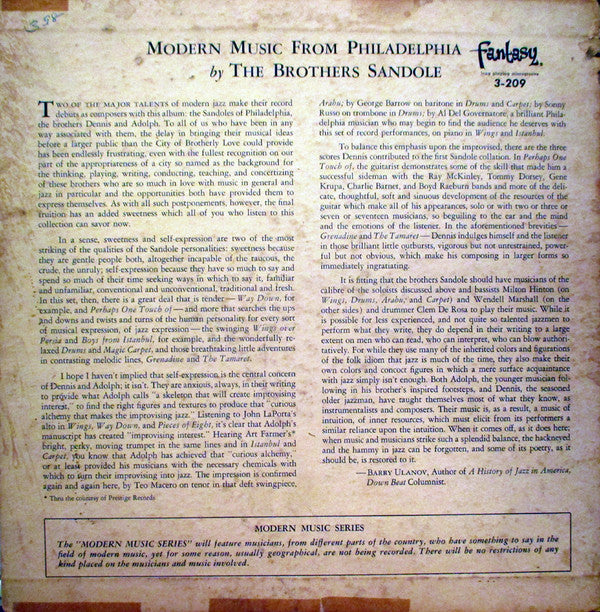 $98
MODERN MUSIC FROM PHILADELPHIA
by THE BROTHERS SANDOLE
Fantasy.
long playing microgroove
3-209
TWO OF THE MAJOR TALENTS of modern jazz make their record
debuts as composers with this album: the Sandoles of Philadelphia,
the brothers Dennis and Adolph. To all of us who have been in any
way associated with them, the delay in bringing their musical ideas
before a larger public than the City of Brotherly Love could provide
has been endlessly frustrating, even with the fullest recognition on our
part of the appropriateness of a city so named as the background for
the thinking, playing, writing, conducting, teaching, and concertizing
of these brothers who are so much in love with music in general and
jazz in particular and the opportunities both have provided them to
express themselves. As with all such postponements, however, the final
fruition has an added sweetness which all of you who listen to this
collection can savor now.
In a sense, sweetness and self-expression are two of the most
striking of the qualities of the Sandole personalities: sweetness because
they are gentle people both, altogether incapable of the raucous, the
crude, the unruly; self-expression because they have so much to say and
spend so much of their time seeking ways in which to say it, familiar
and unfamiliar, conventional and unconventional, traditional and fresh.
In this set, then, there is a great deal that is tender—Way Down, for
example, and Perhaps One Touch of—and more that searches the ups
and downs and twists and turns of the human personality for every sort
of musical expression, of jazz expression—the swinging Wings over
Persia and Boys from Istanbul, for example, and the wonderfully re-
laxed Drums and Magic Carpet, and those breathtaking little adventures
in contrasting melodic lines, Grenadine and The Tamaret.
I hope I haven't implied that self-expression is the central concern
of Dennis and Adolph; it isn't. They are anxious, always, in their writing
to provide what Adolph calls "a skeleton that will create improvising
interest," to find the right figures and textures to produce that "curious
alchemy that makes the improvising jazz." Listening to John LaPorta's
alto in Wings, Way Down, and Pieces of Eight, it's clear that Adolph's
manuscript has created "improvising interest." Hearing Art Farmer's*
bright, perky, moving trumpet in the same lines and in Istanbul and
Carpet, you know that Adolph has achieved that "curious alchemy,"
or at least provided his musicians with the necessary chemicals with
which to turn their improvising into jazz. The impression is confirmed
again and again here, by Teo Macero on tenor in that deft swingpiece,
* Thru the courtesy of Prestige Records
Arabu; by George Barrow on baritone in Drums and Carpet; by Sonny
Russo on trombone in Drums; by Al Del Governatore, a brilliant Phila-
delphia musician who may begin to find the audience he deserves with
this set of record performances, on piano in Wings and Istanbul.
To balance this emphasis upon the improvised, there are the three
scores Dennis contributed to the first Sandole collation. In Perhaps One
Touch of, the guitarist demonstrates some of the skill that made him a
successful sideman with the Ray McKinley, Tommy Dorsey, Gene
Krupa, Charlie Barnet, and Boyd Raeburn bands and more of the deli-
cate, thoughtful, soft and sinuous development of the resources of the
guitar which make all of his appearances, solo or with two or three or
seven or seventeen musicians, so beguiling to the ear and the mind
and the emotions of the listener. In the aforementioned brevities—
Grenadine and The Tamaret—Dennis indulges himself and the listener
in those brilliant little outbursts, vigorous but not unrestrained, power-
ful but not obvious, which make his composing in larger forms so
immediately ingratiating.
It is fitting that the brothers Sandole should have musicians of the
calibre of the soloists discussed above and bassists Milton Hinton (on
Wings, Drums, Arabu, and Carpet) and Wendell Marshall (on the
other sides) and drummer Clem De Rosa to play their music. While it
is possible for less experienced, and not quite so talented jazzmen to
perform what they write, they do depend in their writing to a large
extent on men who can read, who can interpret, who can blow authori-
tatively. For while they use many of the inherited colors and figurations
of the folk idiom that jazz is much of the time, they also make their
own colors and concoct figures in which a mere surface acquaintance
with jazz simply isn't enough. Both Adolph, the younger musician fol-
lowing in his brother's inspired footsteps, and Dennis, the seasoned
older jazzman, have taught themselves most of what they know, as
instrumentalists and composers. Their music is, as a result, a music of
intuition, of inner resources, which must elicit from its performers a
similar reliance upon the intuitive. When it comes off, as it does here;
when music and musicians strike such a splendid balance, the hackneyed
and the hammy in jazz can be forgotten, and some of its poetry, as it
should be, is restored to it.
—BARRY ULANOV, Author of A History of Jazz in America,
Down Beat Columnist.
MODERN MUSIC SERIES
The "MODERN MUSIC SERIES" will feature musicians, from different parts of the country, who have something to say in the
field of modern music, yet for some reason, usually geographical, are not being recorded. There will be no restrictions of any
kind placed on the musicians and music involved.